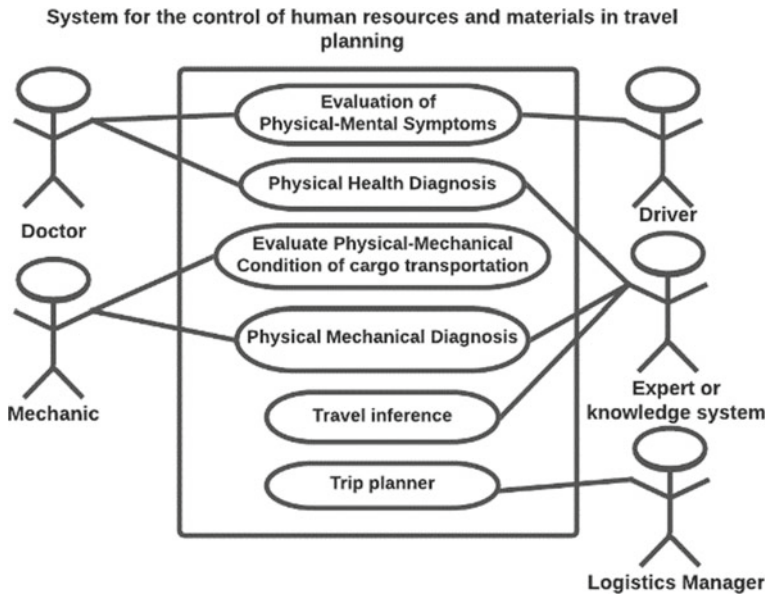 System for the control of human resources and materials in travel
planning
Evaluation of
Physical-Mental Symptoms
Physical Health Diagnosis
Driver
Doctor
Evaluate Physical-Mechanical
Condition of cargo transportation
Physical Mechanical Diagnosis
Mechanic
Expert or
knowledge system
Travel inference
Trip planner
Logistics Manager